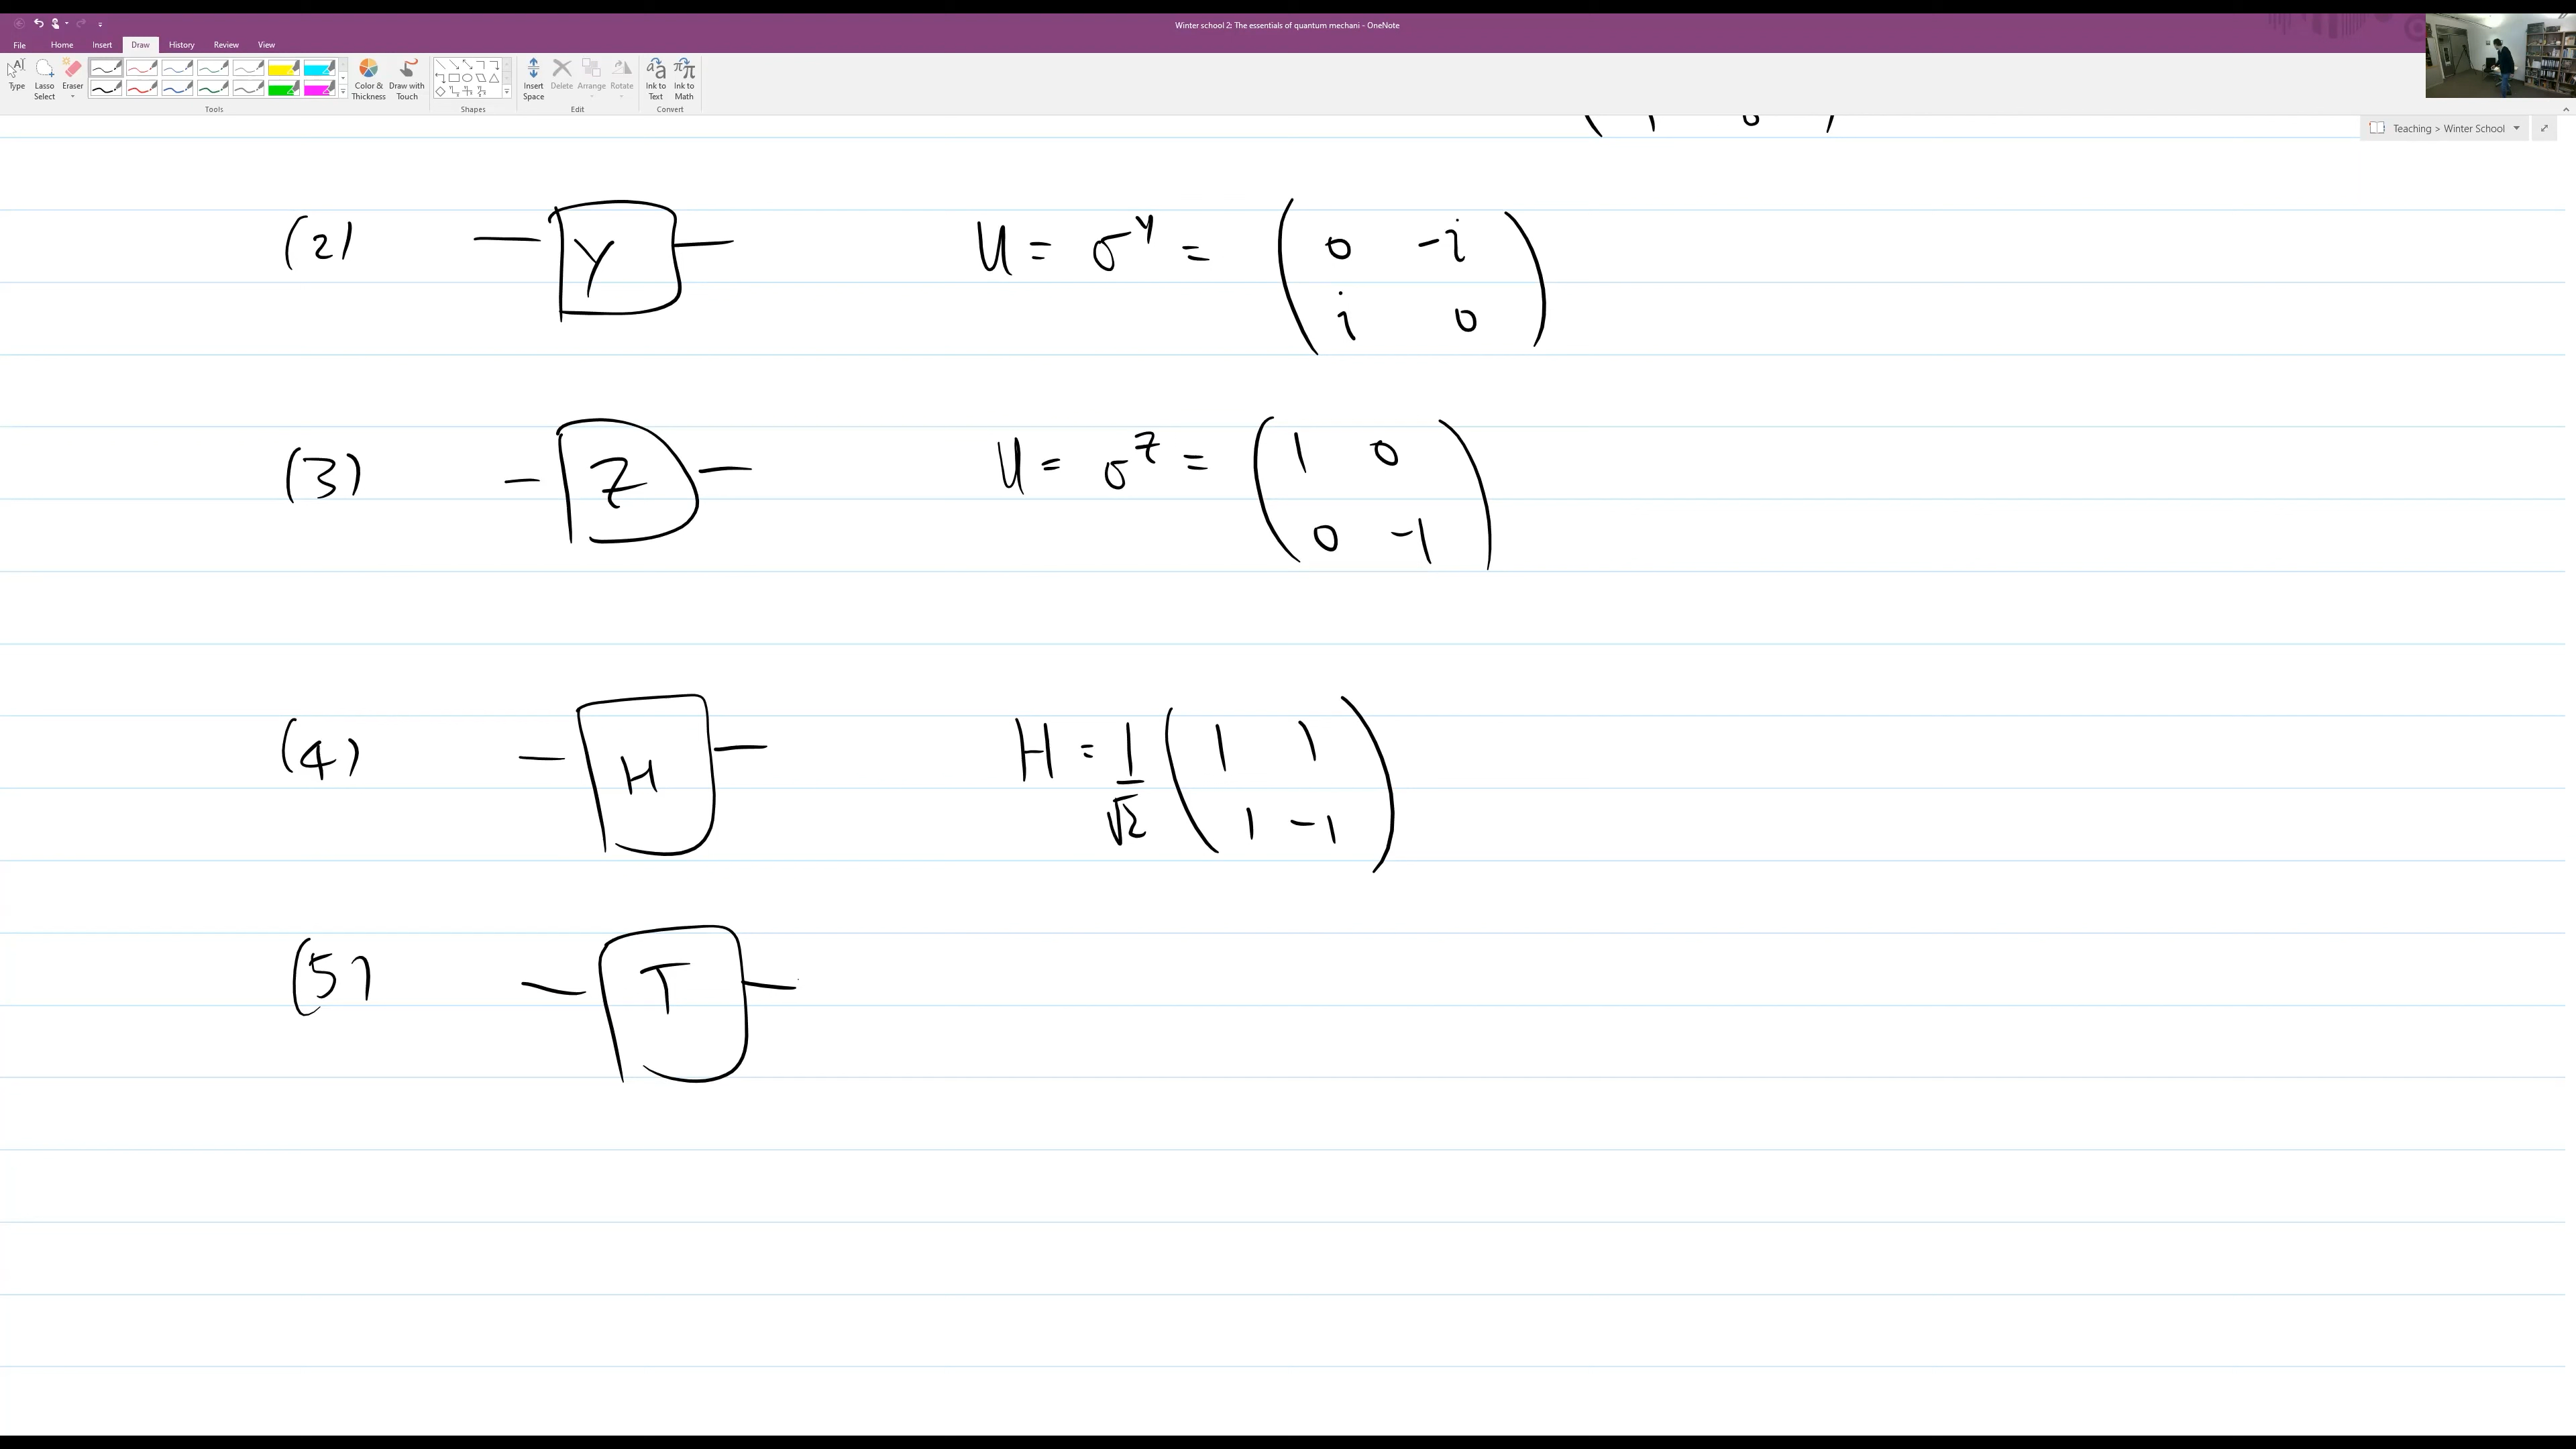 Winter school 2: The essentials of quantum mechani - OneNote
File Home Insert Draw History Review View
Type
Lasso Select
Eraser
Color & Thickness
Draw with Touch
Insert Space
Delete
Arrange
Rotate
Ink to Text
Ink to Math
Tools
Shapes
Edit
Convert
Teaching > Winter School
( 1 0 )
(2) Y U = σ^y = ( 0 -i
i 0 )
(3) Z U = σ^z = ( 1 0
0 -1 )
(4) H H = 1/√2 ( 1 1
1 -1 )
(5) T